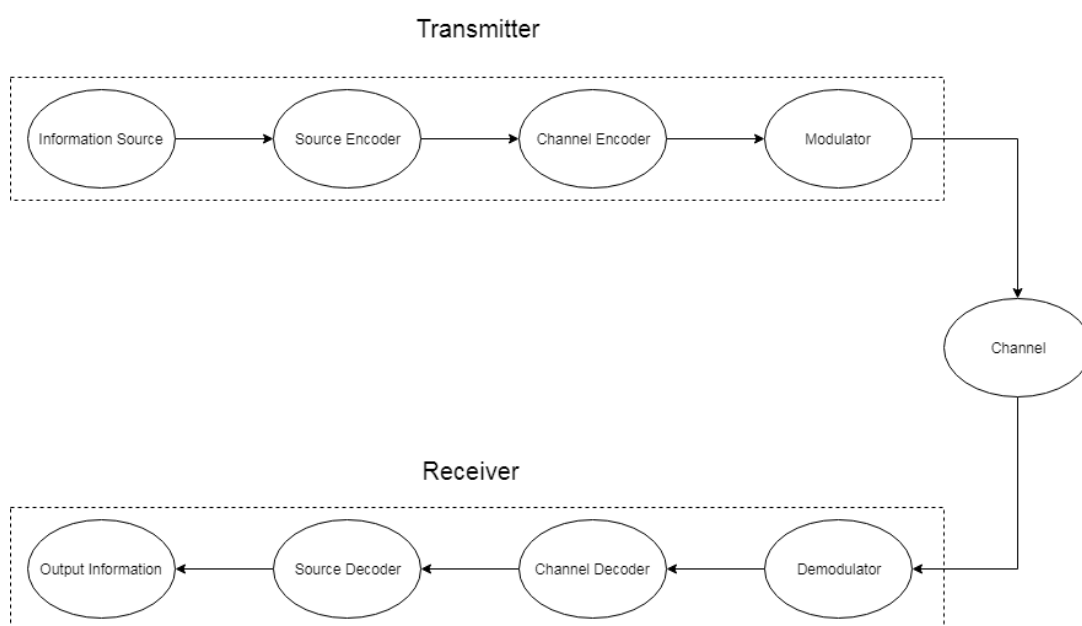 Transmitter
Information Source
Source Encoder
Channel Encoder
Modulator
Channel
Receiver
Output Information
Source Decoder
Channel Decoder
Demodulator